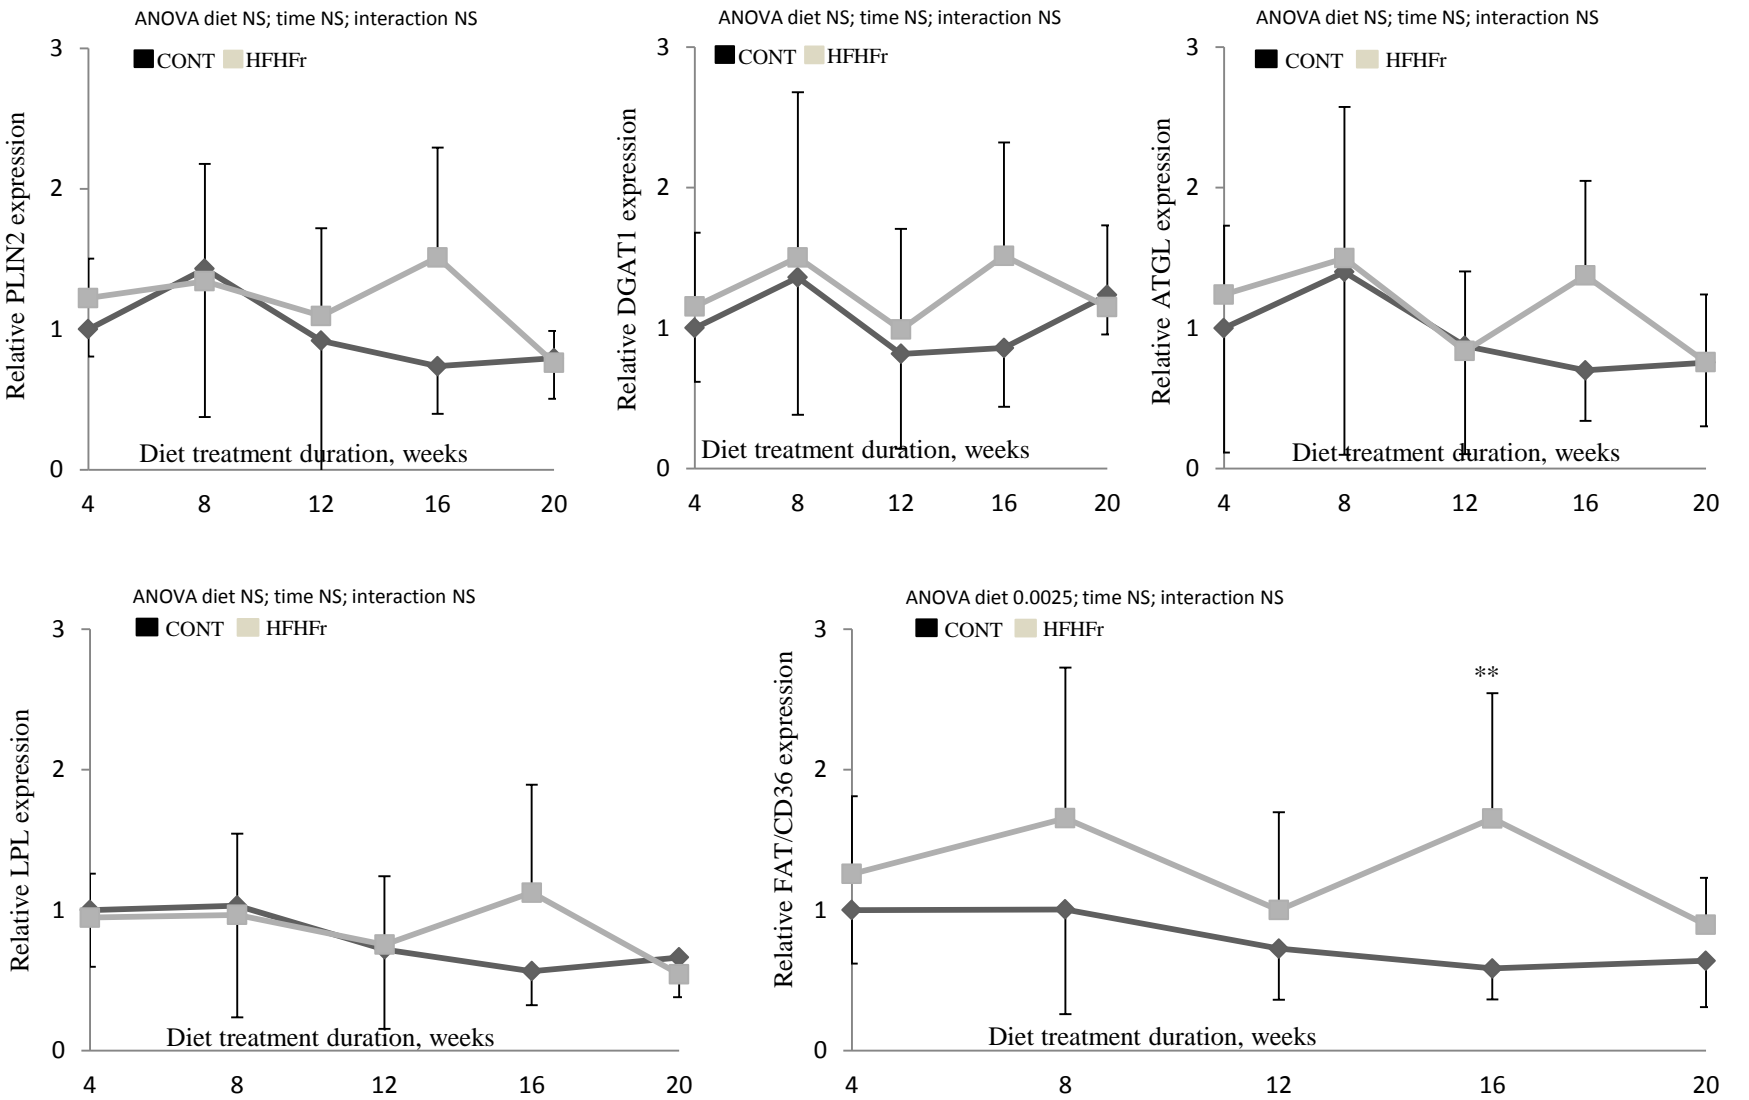 ANOVA diet NS; time NS; interaction NS
CONT HFHFr
Relative PLIN2 expression
3
2
1
0
Diet treatment duration, weeks
4 8 12 16 20
ANOVA diet NS; time NS; interaction NS
CONT HFHFr
Relative DGAT1 expression
3
2
1
0
Diet treatment duration, weeks
4 8 12 16 20
ANOVA diet NS; time NS; interaction NS
CONT HFHFr
Relative ATGL expression
3
2
1
0
Diet treatment duration, weeks
4 8 12 16 20
ANOVA diet NS; time NS; interaction NS
CONT HFHFr
Relative LPL expression
3
2
1
0
Diet treatment duration, weeks
4 8 12 16 20
ANOVA diet 0.0025; time NS; interaction NS
CONT HFHFr
Relative FAT/CD36 expression
3
2
1
0
**
Diet treatment duration, weeks
4 8 12 16 20